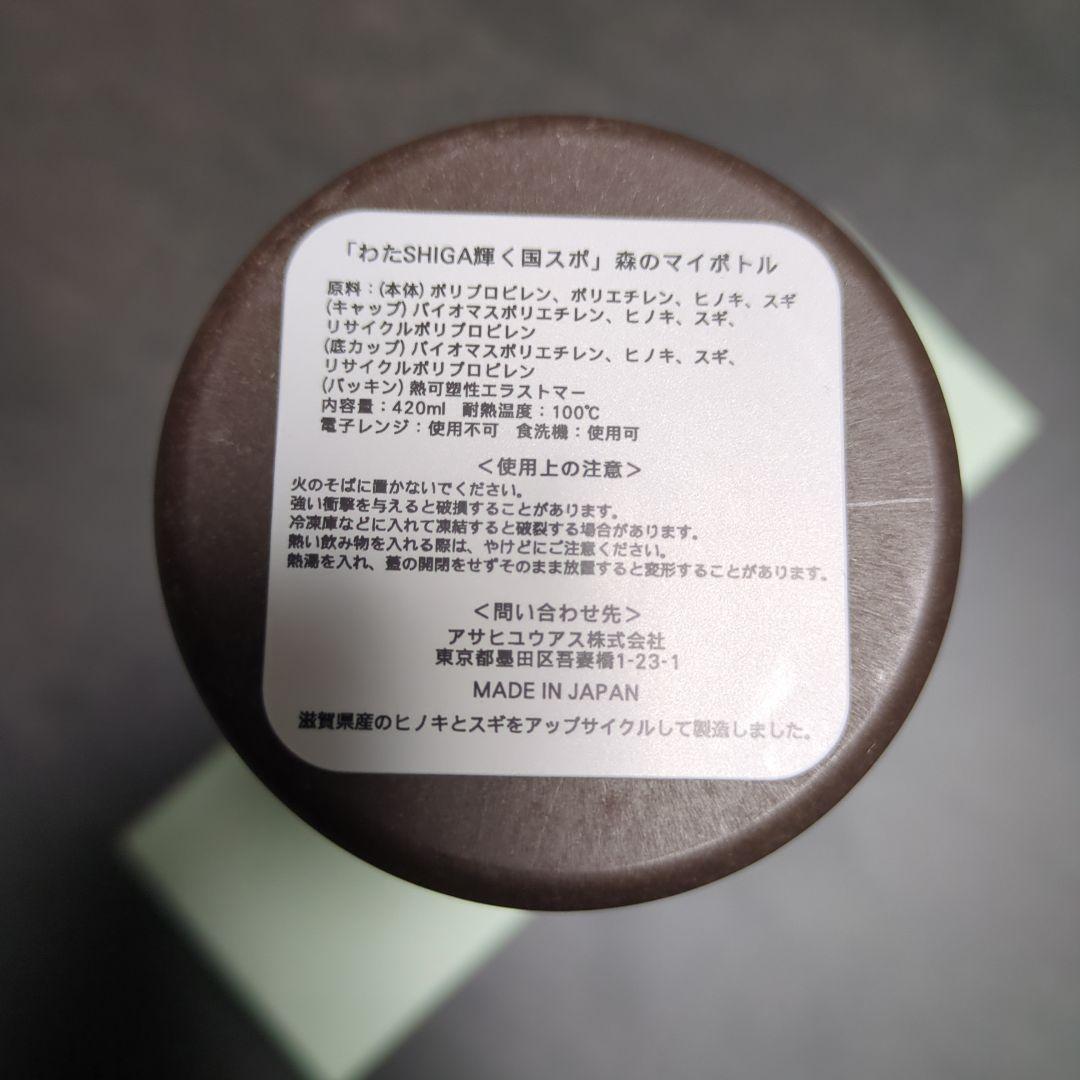 「わたSHIGA輝く国スポ」森のマイボトル
原料：(本体) ポリプロピレン、ポリエチレン、ヒノキ、スギ
(キャップ) バイオマスポリエチレン、ヒノキ、スギ、
リサイクルポリプロピレン
(底カップ) バイオマスポリエチレン、ヒノキ、スギ、
リサイクルポリプロピレン
(パッキン) 熱可塑性エラストマー
内容量：420ml 耐熱温度：100℃
電子レンジ：使用不可 食洗機：使用可
＜使用上の注意＞
火のそばに置かないでください。
強い衝撃を与えると破損することがあります。
冷凍庫などに入れて凍結すると破裂する場合があります。
熱い飲み物を入れる際は、やけどにご注意ください。
熱湯を入れ、蓋の開閉をせずそのまま放置すると変形することがあります。
＜問い合わせ先＞
アサヒユウアス株式会社
東京都墨田区吾妻橋1-23-1
MADE IN JAPAN
滋賀県産のヒノキとスギをアップサイクルして製造しました。